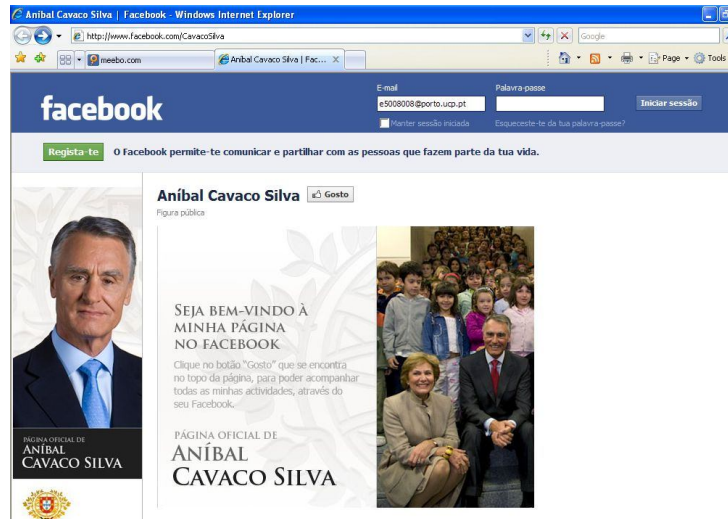 Aníbal Cavaco Silva | Facebook - Windows Internet Explorer
http://www.facebook.com/CavacoSilva
Google
meebo.com
Aníbal Cavaco Silva | Fac...
Page
Tools
facebook
E-mail
Palavra-passe
e5008008@porto.ucp.pt
Iniciar sessão
Manter sessão iniciada
Esqueceste-te da tua palavra-passe?
Regista-te
O Facebook permite-te comunicar e partilhar com as pessoas que fazem parte da tua vida.
Aníbal Cavaco Silva
Gosto
Figura pública
SEJA BEM-VINDO À
MINHA PÁGINA
NO FACEBOOK
Clique no botão "Gosto" que se encontra
no topo da página, para poder acompanhar
todas as minhas actividades, através do
seu Facebook.
PÁGINA OFICIAL DE
ANÍBAL
CAVACO SILVA
PÁGINA OFICIAL DE
ANÍBAL
CAVACO SILVA